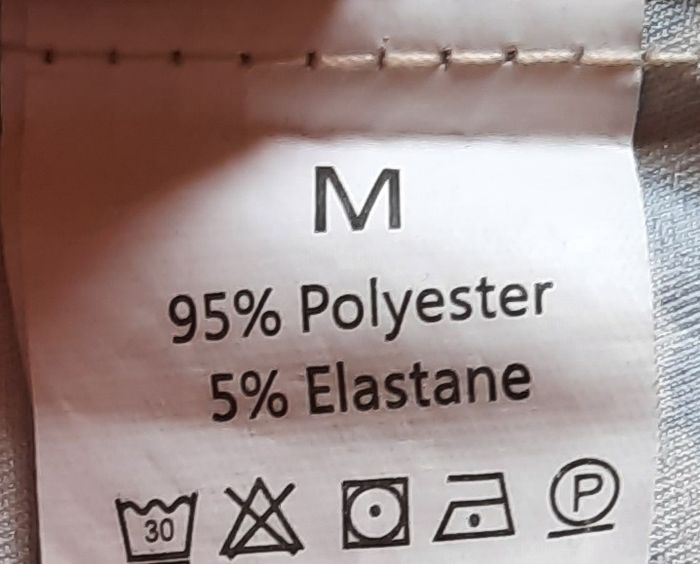 M
95% Polyester
5% Elastane
30 P